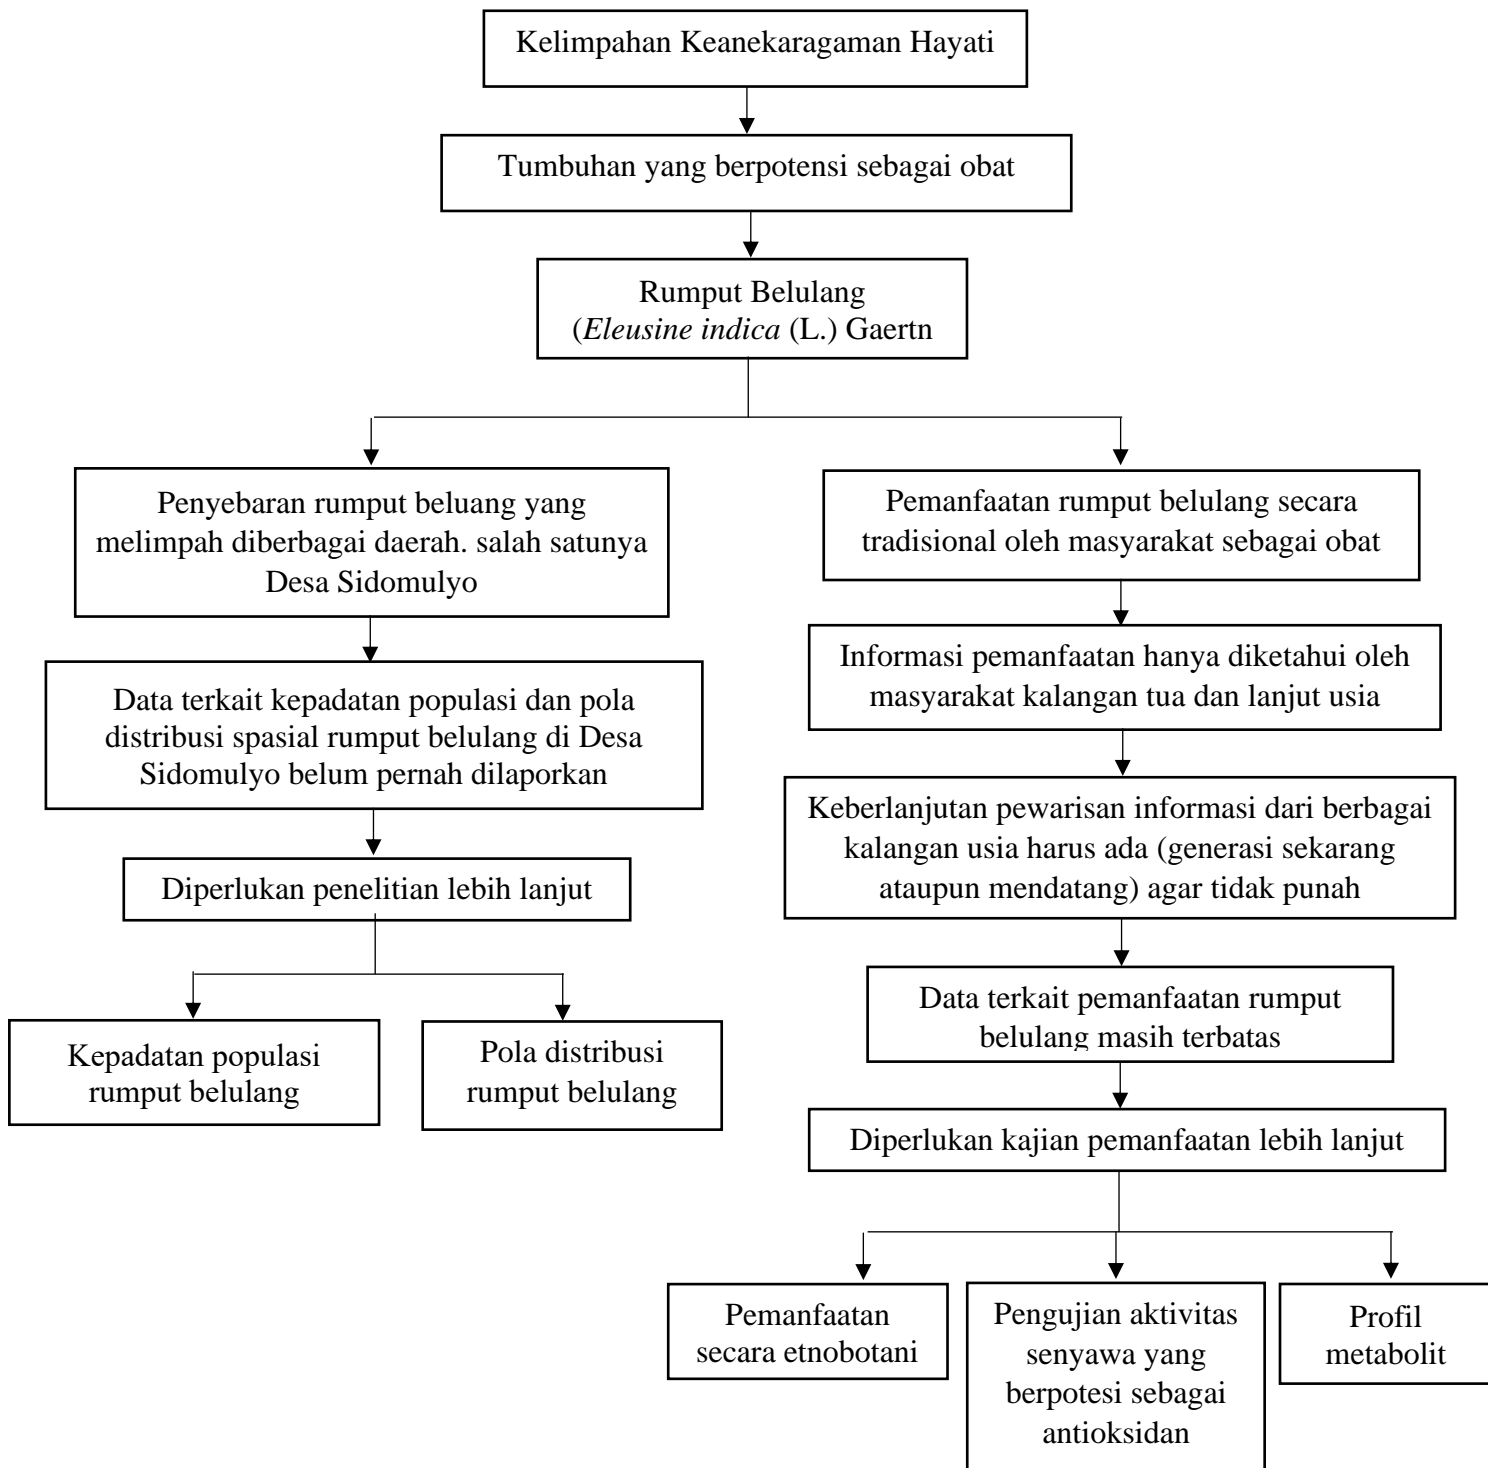 Kelimpahan Keanekaragaman Hayati
Tumbuhan yang berpotensi sebagai obat
Rumput Belulang
(Eleusine indica (L.) Gaertn
Penyebaran rumput beluang yang
melimpah diberbagai daerah. salah satunya
Desa Sidomulyo
Data terkait kepadatan populasi dan pola
distribusi spasial rumput belulang di Desa
Sidomulyo belum pernah dilaporkan
Diperlukan penelitian lebih lanjut
Kepadatan populasi
rumput belulang
Pola distribusi
rumput belulang
Pemanfaatan rumput belulang secara
tradisional oleh masyarakat sebagai obat
Informasi pemanfaatan hanya diketahui oleh
masyarakat kalangan tua dan lanjut usia
Keberlanjutan pewarisan informasi dari berbagai
kalangan usia harus ada (generasi sekarang
ataupun mendatang) agar tidak punah
Data terkait pemanfaatan rumput
belulang masih terbatas
Diperlukan kajian pemanfaatan lebih lanjut
Pemanfaatan
secara etnobotani
Pengujian aktivitas
senyawa yang
berpotesi sebagai
antioksidan
Profil
metabolit